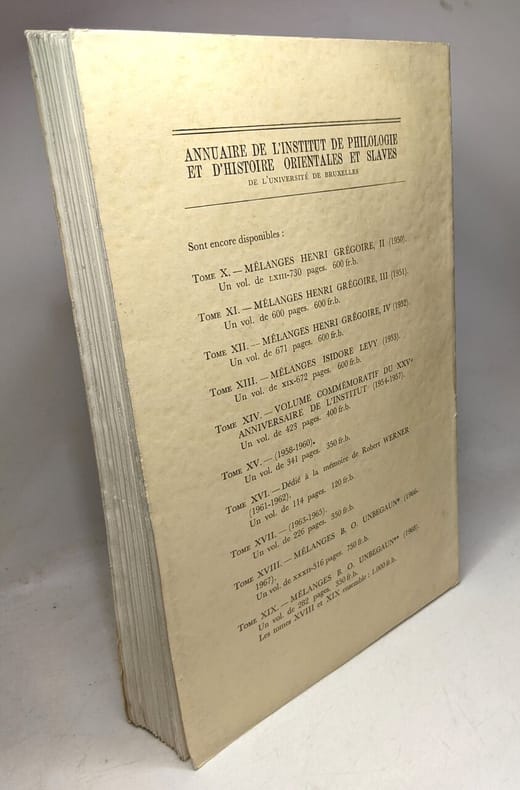 ANNUAIRE DE L'INSTITUT DE PHILOLOGIE
ET D'HISTOIRE ORIENTALES ET SLAVES
DE L'UNIVERSITÉ DE BRUXELLES
Sont encore disponibles :
TOME X. — MÉLANGES HENRI GRÉGOIRE, II (1950).
Un vol. de LXIII-730 pages. 600 fr.b.
TOME XI. — MÉLANGES HENRI GRÉGOIRE, III (1951).
Un vol. de 600 pages. 600 fr.b.
TOME XII. — MÉLANGES HENRI GRÉGOIRE, IV (1952).
Un vol. de 671 pages. 600 fr.b.
TOME XIII. — MÉLANGES ISIDORE LEVY (1953).
Un vol. de XIX-672 pages. 600 fr.b.
TOME XIV. — VOLUME COMMÉMORATIF DU XXVe
ANNIVERSAIRE DE L'INSTITUT (1954-1957).
Un vol. de 425 pages. 400 fr.b.
TOME XV. — (1958-1960).
Un vol. de 341 pages. 350 fr.b.
TOME XVI. — Dédié à la mémoire de Robert WERNER
(1961-1962).
Un vol. de 114 pages. 120 fr.b.
TOME XVII. — (1963-1965).
Un vol. de 226 pages. 350 fr.b.
TOME XVIII. — MÉLANGES B. O. UNBEGAUN* (1966-
1967).
Un vol. de XXXII-316 pages. 750 fr.b.
TOME XIX. — MÉLANGES B. O. UNBEGAUN** (1968).
Un vol. de 282 pages. 350 fr.b.
Les tomes XVIII et XIX ensemble : 1.000 fr.b.